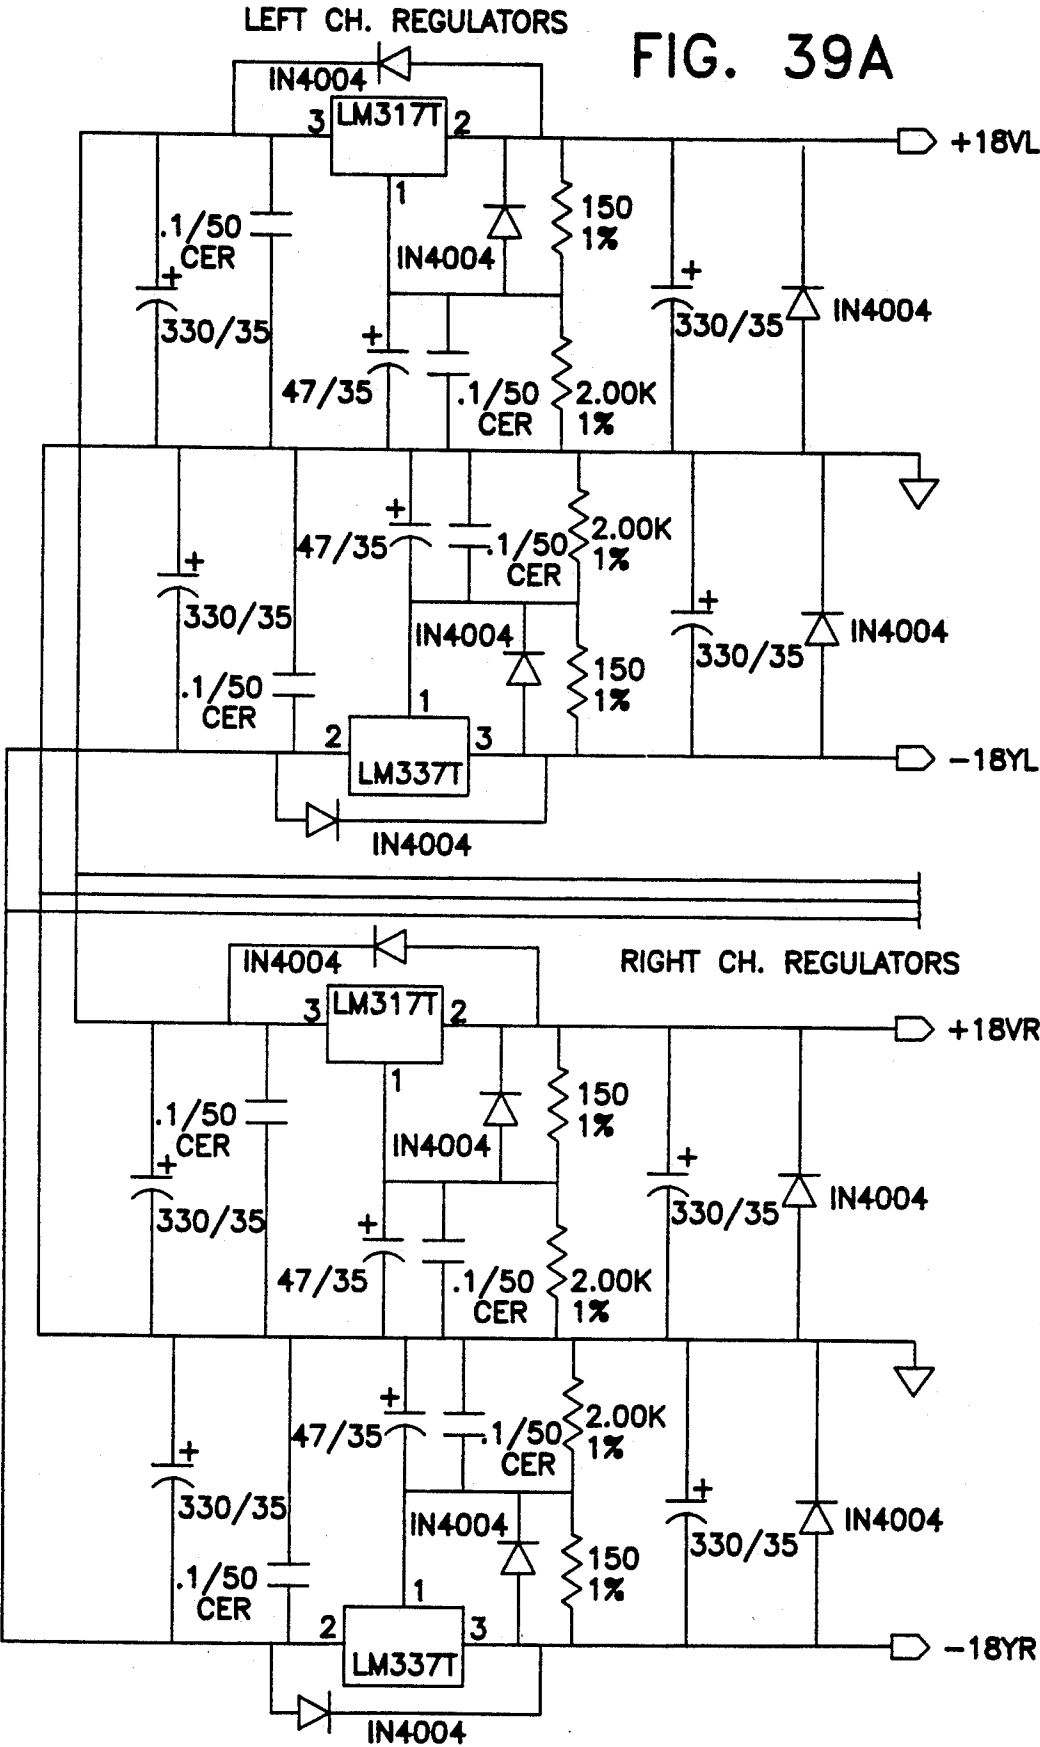 LEFT CH. REGULATORS
FIG. 39A
IN4004
LM317T
3
2
+18VL
1
.1/50
CER
150
1%
IN4004
+
330/35
+
330/35
IN4004
+
47/35
.1/50
CER
2.00K
1%
+
47/35
.1/50
CER
2.00K
1%
+
330/35
+
330/35
IN4004
IN4004
150
1%
.1/50
CER
1
2
3
LM337T
-18YL
IN4004
IN4004
RIGHT CH. REGULATORS
LM317T
3
2
+18VR
1
.1/50
CER
150
1%
IN4004
+
330/35
+
330/35
IN4004
+
47/35
.1/50
CER
2.00K
1%
+
47/35
.1/50
CER
2.00K
1%
+
330/35
+
330/35
IN4004
IN4004
150
1%
.1/50
CER
1
2
3
LM337T
-18YR
IN4004